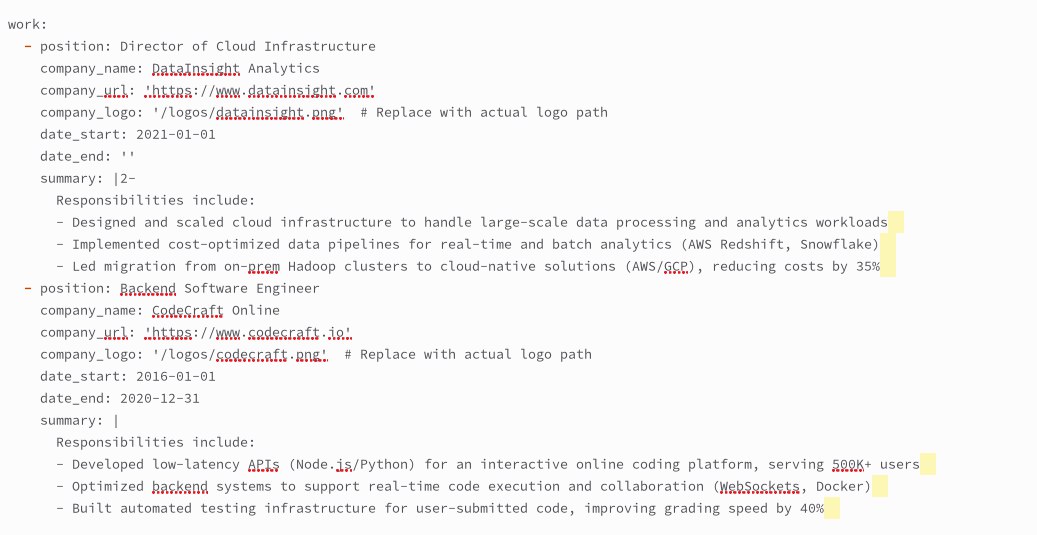 work:
  - position: Director of Cloud Infrastructure
    company_name: DataInsight Analytics
    company_url: 'https://www.datainsight.com'
    company_logo: '/logos/datainsight.png'  # Replace with actual logo path
    date_start: 2021-01-01
    date_end: ''
    summary: |2-
      Responsibilities include:
      - Designed and scaled cloud infrastructure to handle large-scale data processing and analytics workloads
      - Implemented cost-optimized data pipelines for real-time and batch analytics (AWS Redshift, Snowflake)
      - Led migration from on-prem Hadoop clusters to cloud-native solutions (AWS/GCP), reducing costs by 35%
  - position: Backend Software Engineer
    company_name: CodeCraft Online
    company_url: 'https://www.codecraft.io'
    company_logo: '/logos/codecraft.png'  # Replace with actual logo path
    date_start: 2016-01-01
    date_end: 2020-12-31
    summary: |
      Responsibilities include:
      - Developed low-latency APIs (Node.js/Python) for an interactive online coding platform, serving 500K+ users
      - Optimized backend systems to support real-time code execution and collaboration (WebSockets, Docker)
      - Built automated testing infrastructure for user-submitted code, improving grading speed by 40%